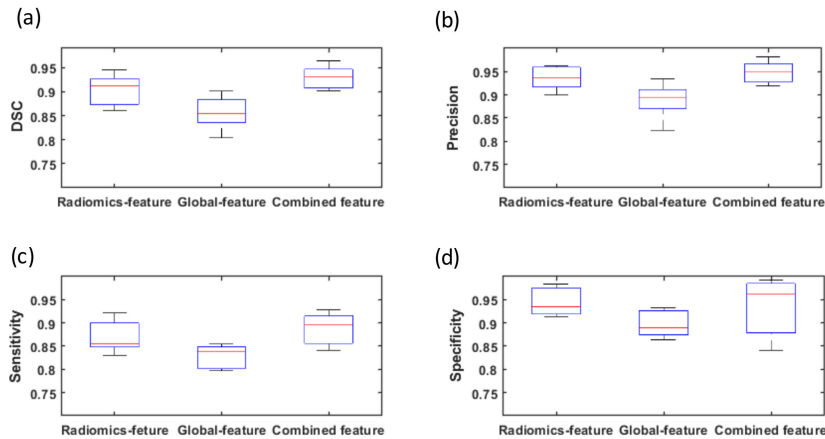 (a)
DSC
0.95
0.9
0.85
0.8
0.75
Radiomics-feature Global-feature Combined feature
(b)
Precision
0.95
0.9
0.85
0.8
0.75
Radiomics-feature Global-feature Combined feature
(c)
Sensitivity
0.95
0.9
0.85
0.8
0.75
Radiomics-feture Global-feature Combined feature
(d)
Specificity
0.95
0.9
0.85
0.8
0.75
Radiomics-feature Global-feature Combined feature